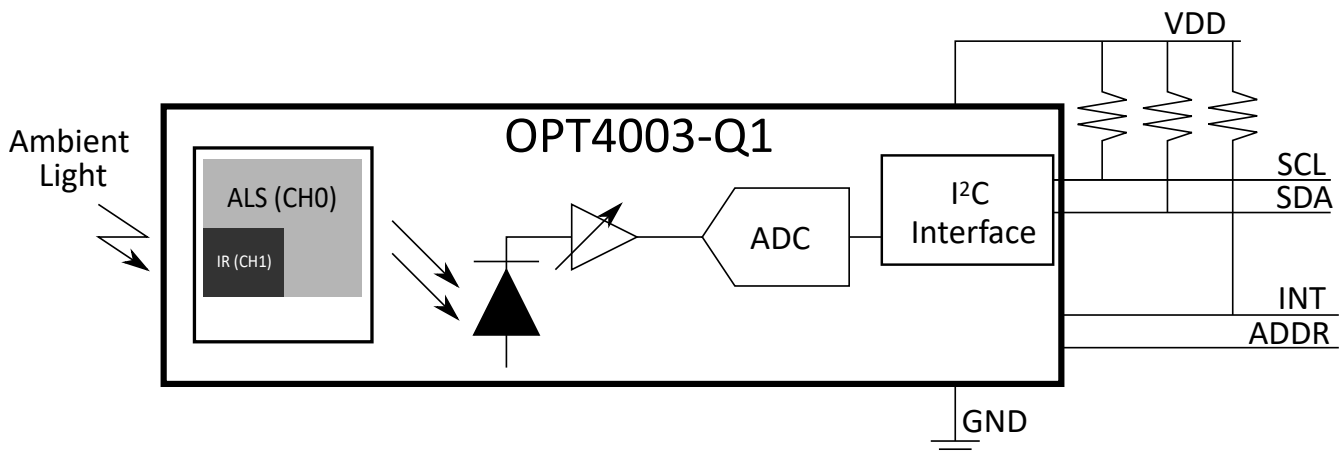 VDD
OPT4003-Q1
Ambient
Light
ALS (CH0)
IR (CH1)
ADC
I²C
Interface
SCL
SDA
INT
ADDR
GND